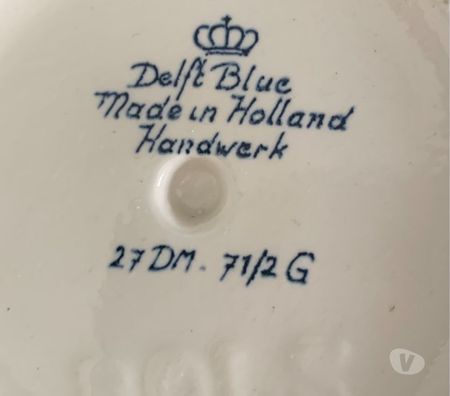 Delft Blue
Made in Holland
Handwerk
27 DM. 71/2 G
V